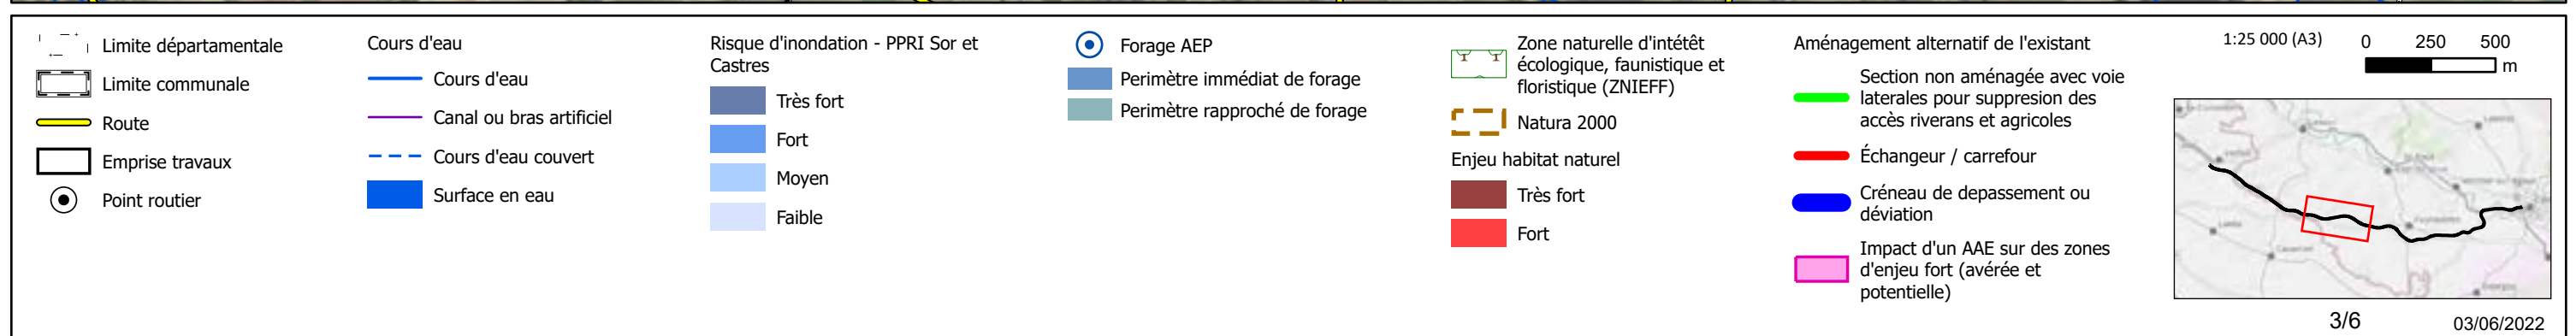 Limite départementale
Limite communale
Route
Emprise travaux
Point routier
Cours d'eau
Cours d'eau
Canal ou bras artificiel
Cours d'eau couvert
Surface en eau
Risque d'inondation - PPRI Sor et
Castres
Très fort
Fort
Moyen
Faible
Forage AEP
Perimètre immédiat de forage
Perimètre rapproché de forage
Zone naturelle d'intétêt
écologique, faunistique et
floristique (ZNIEFF)
Natura 2000
Enjeu habitat naturel
Très fort
Fort
Aménagement alternatif de l'existant
Section non aménagée avec voie
laterales pour suppresion des
accès riverans et agricoles
Échangeur / carrefour
Créneau de depassement ou
déviation
Impact d'un AAE sur des zones
d'enjeu fort (avérée et
potentielle)
1:25 000 (A3)
0 250 500
m
3/6
03/06/2022